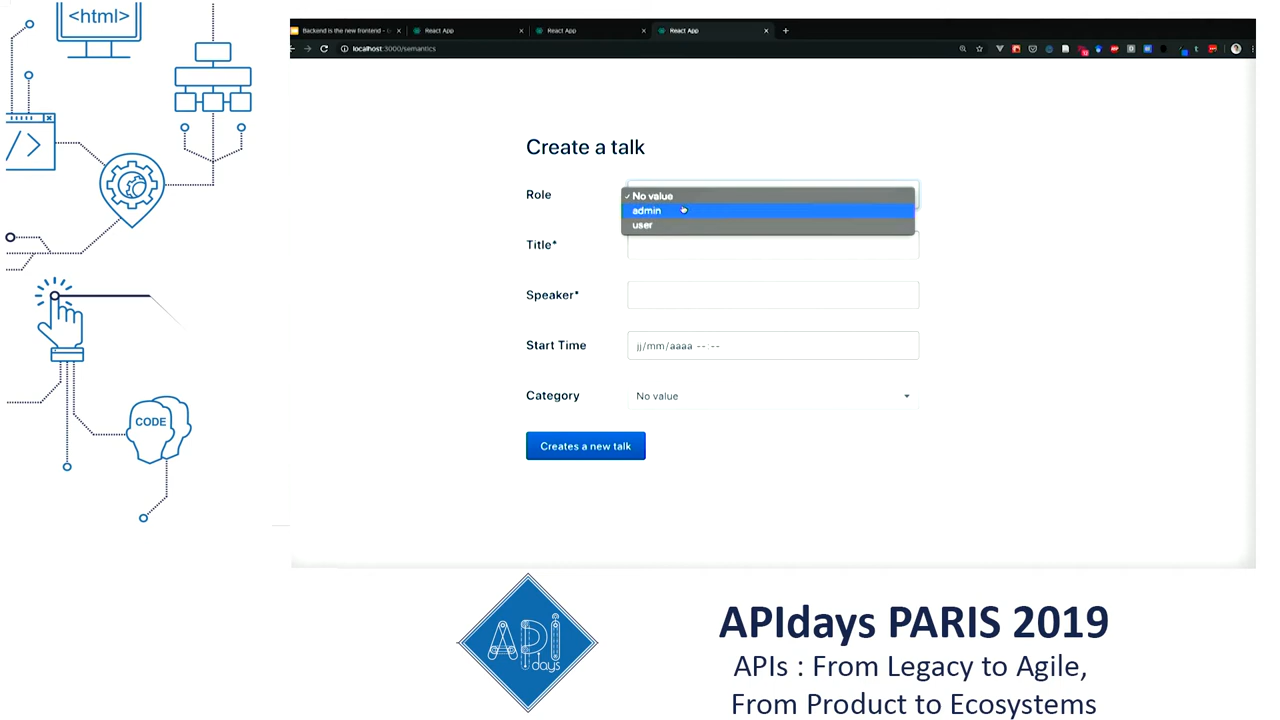 <html>
</>
CODE
Backend is the new frontend - b
React App
React App
React App
localhost:3000/semantics
Create a talk
Role
No value
admin
user
Title*
Speaker*
Start Time
jj/mm/aaaa --:--
Category
No value
Creates a new talk
API
days
APIdays PARIS 2019
APIs : From Legacy to Agile,
From Product to Ecosystems